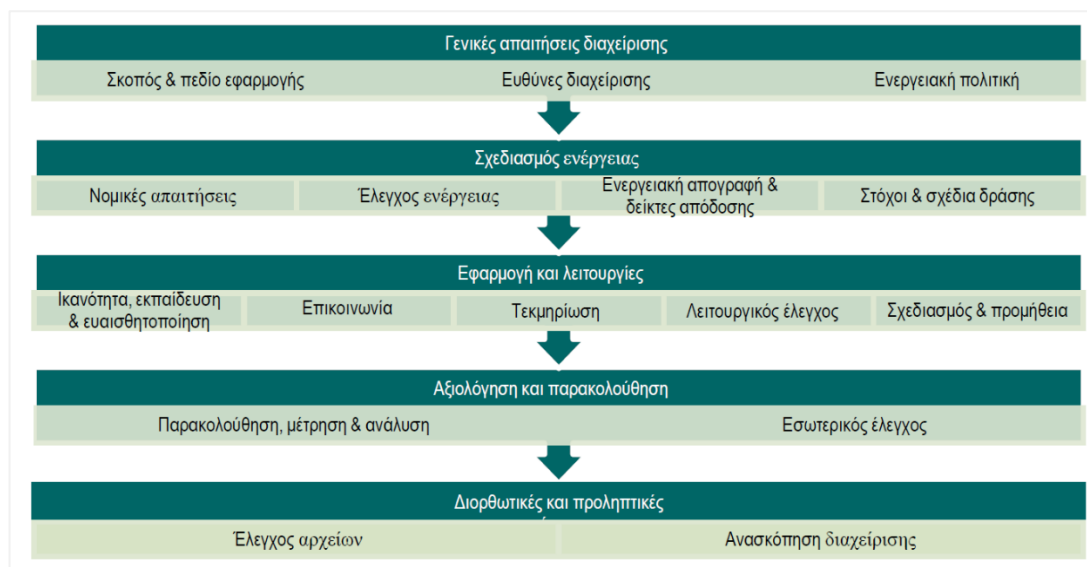 Γενικές απαιτήσεις διαχείρισης
Σκοπός & πεδίο εφαρμογής
Ευθύνες διαχείρισης
Ενεργειακή πολιτική
Σχεδιασμός ενέργειας
Νομικές απαιτήσεις
Έλεγχος ενέργειας
Ενεργειακή απογραφή &
δείκτες απόδοσης
Στόχοι & σχέδια δράσης
Εφαρμογή και λειτουργίες
Ικανότητα, εκπαίδευση
& ευαισθητοποίηση
Επικοινωνία
Τεκμηρίωση
Λειτουργικός έλεγχος
Σχεδιασμός & προμήθεια
Αξιολόγηση και παρακολούθηση
Παρακολούθηση, μέτρηση & ανάλυση
Εσωτερικός έλεγχος
Διορθωτικές και προληπτικές
Έλεγχος αρχείων
Ανασκόπηση διαχείρισης